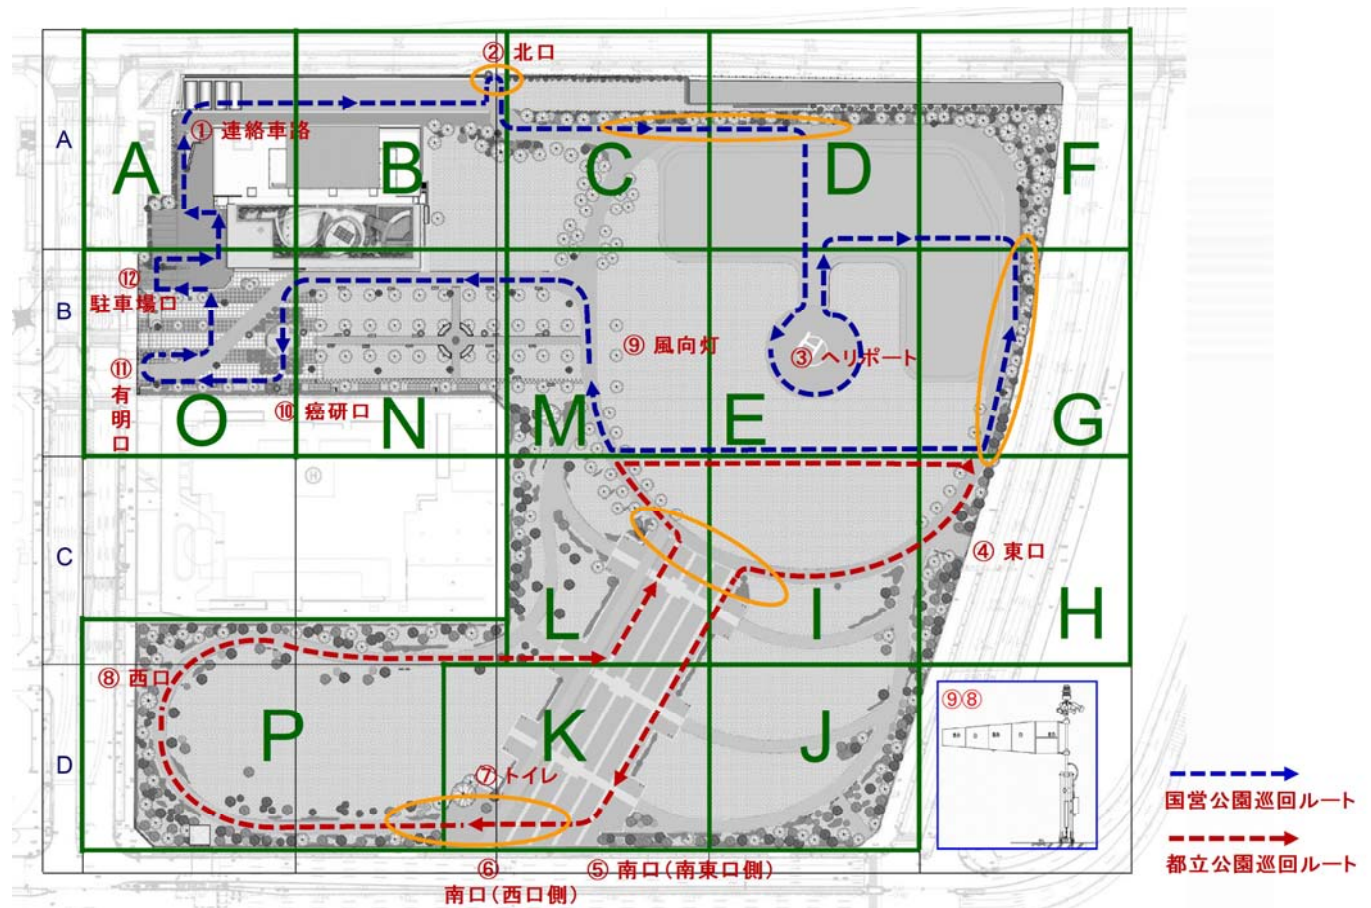 ② 北口
A
① 連絡車路
A
B
C
D
F
⑫
駐車場口
B
⑨ 風向灯
③ ヘリポート
⑪
有
明
口
⑩ 癌研口
O
N
M
E
G
④ 東口
C
L
I
H
⑧ 西口
⑨⑧
P
K
J
D
⑦ トイレ
国営公園巡回ルート
⑥
⑤ 南口(南東口側)
都立公園巡回ルート
南口(西口側)